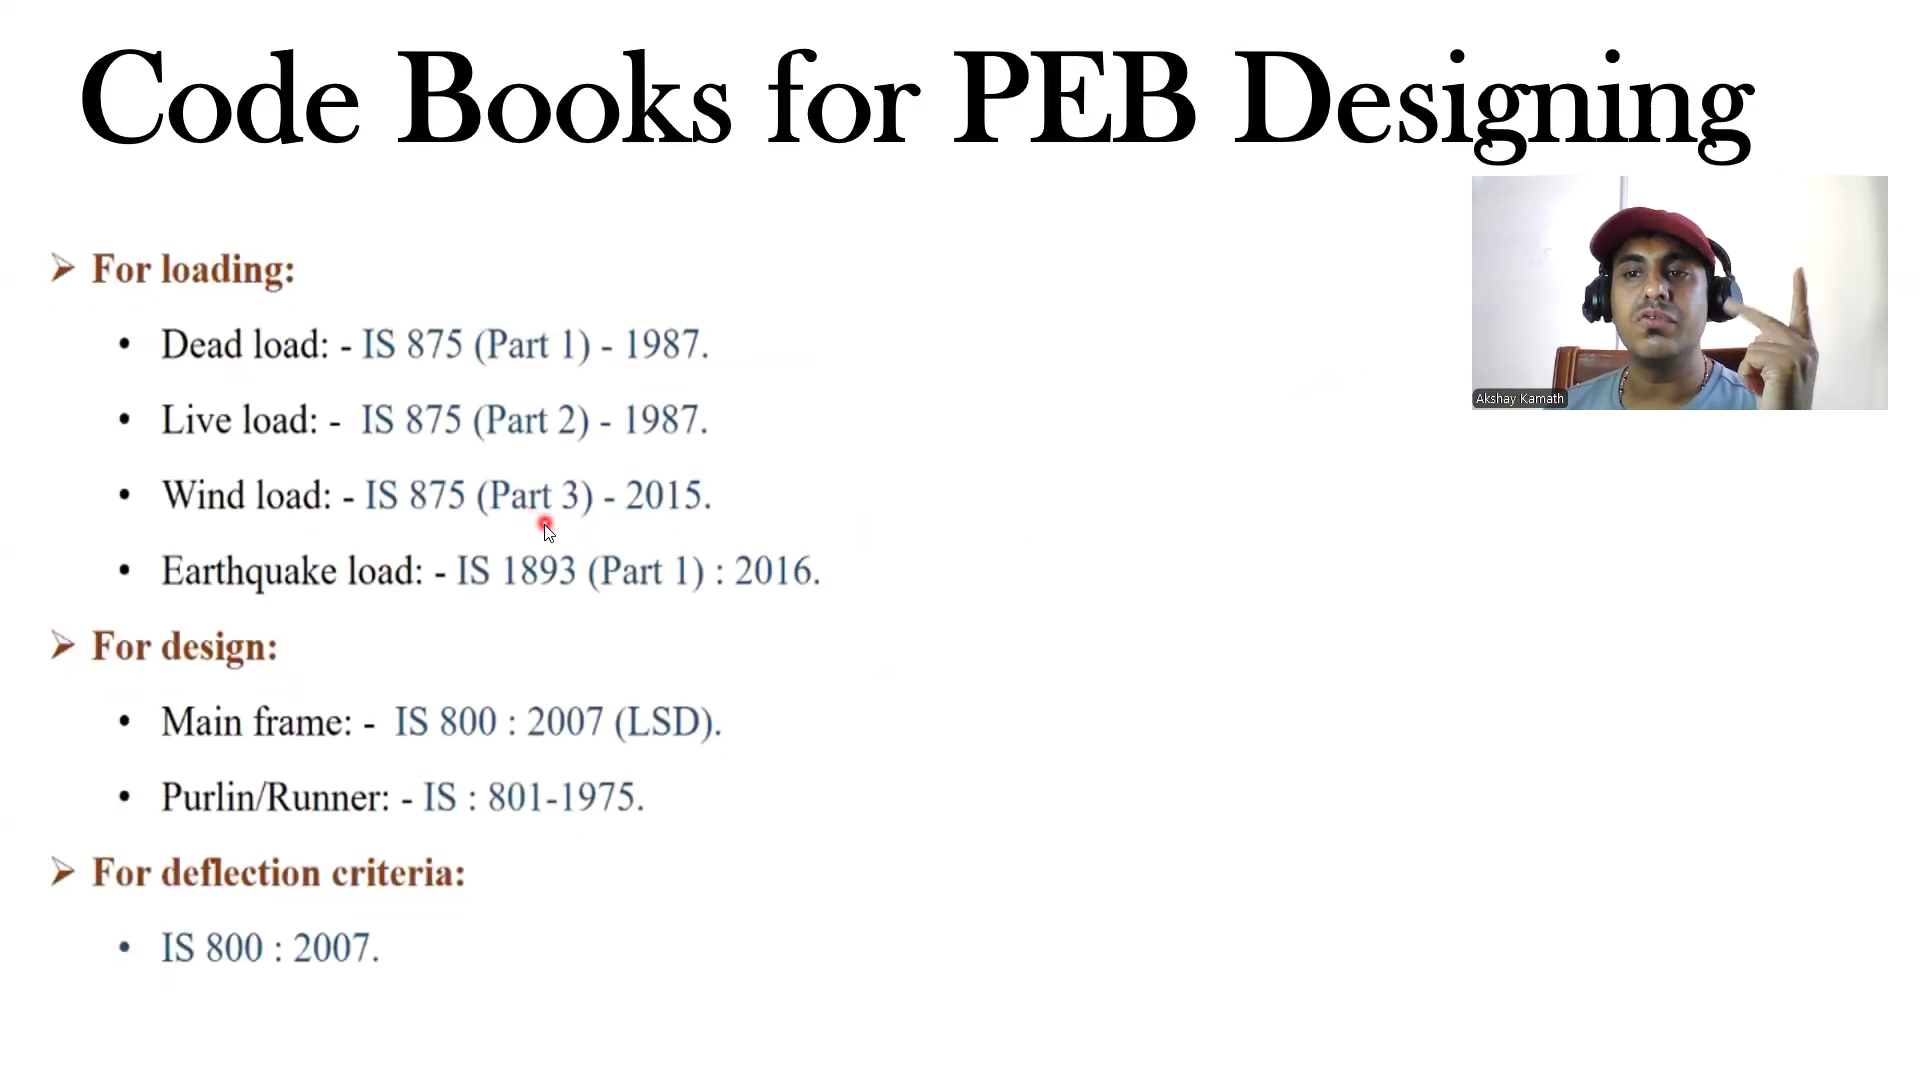 Code Books for PEB Designing
Akshay Kamath
➢ For loading:
• Dead load: - IS 875 (Part 1) - 1987.
• Live load: -  IS 875 (Part 2) - 1987.
• Wind load: - IS 875 (Part 3) - 2015.
• Earthquake load: - IS 1893 (Part 1) : 2016.
➢ For design:
• Main frame: -  IS 800 : 2007 (LSD).
• Purlin/Runner: - IS : 801-1975.
➢ For deflection criteria:
• IS 800 : 2007.